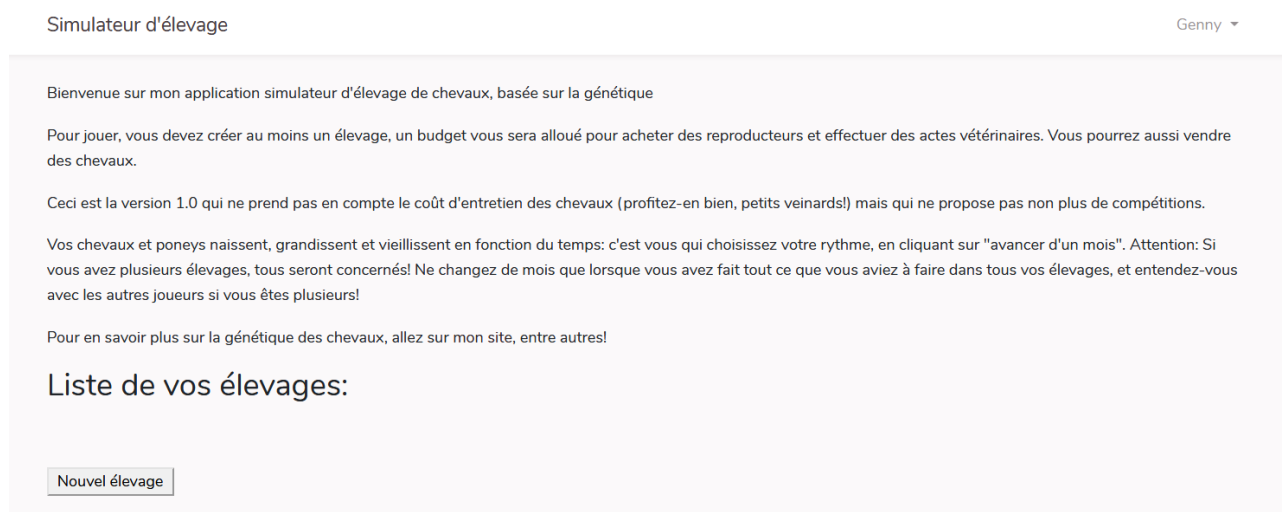 Simulateur d'élevage
Genny
Bienvenue sur mon application simulateur d'élevage de chevaux, basée sur la génétique
Pour jouer, vous devez créer au moins un élevage, un budget vous sera alloué pour acheter des reproducteurs et effectuer des actes vétérinaires. Vous pourrez aussi vendre
des chevaux.
Ceci est la version 1.0 qui ne prend pas en compte le coût d'entretien des chevaux (profitez-en bien, petits veinards!) mais qui ne propose pas non plus de compétitions.
Vos chevaux et poneys naissent, grandissent et vieillissent en fonction du temps: c'est vous qui choisissez votre rythme, en cliquant sur "avancer d'un mois". Attention: Si
vous avez plusieurs élevages, tous seront concernés! Ne changez de mois que lorsque vous avez fait tout ce que vous aviez à faire dans tous vos élevages, et entendez-vous
avec les autres joueurs si vous êtes plusieurs!
Pour en savoir plus sur la génétique des chevaux, allez sur mon site, entre autres!
Liste de vos élevages:
Nouvel élevage